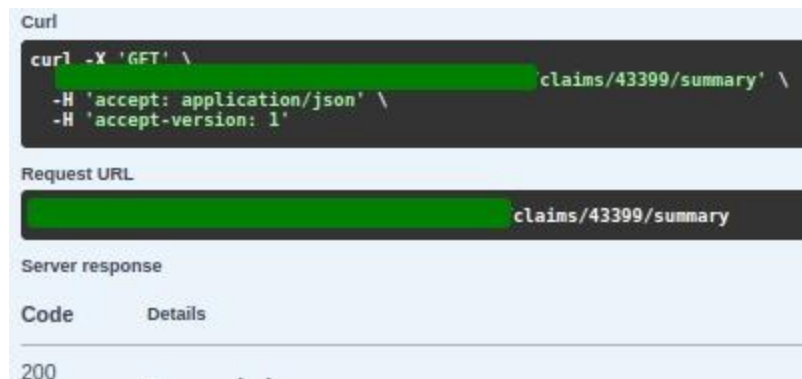 Curl
curl -X 'GET' \
claims/43399/summary' \
-H 'accept: application/json' \
-H 'accept-version: 1'
Request URL
claims/43399/summary
Server response
Code Details
200